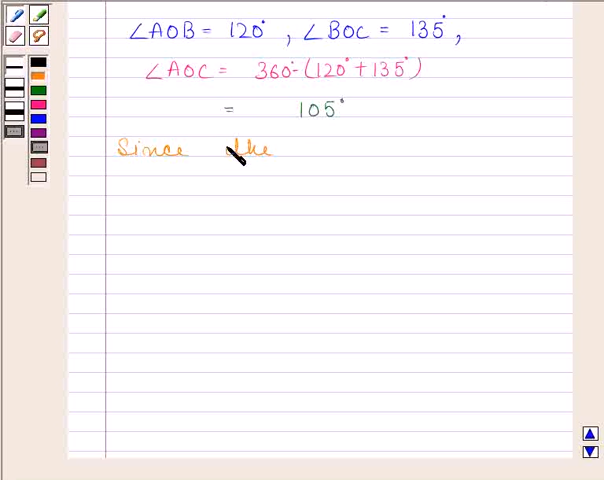 ∠AOB = 120°, ∠BOC = 135°,
∠AOC = 360°-(120°+135°)
= 105°
Since the